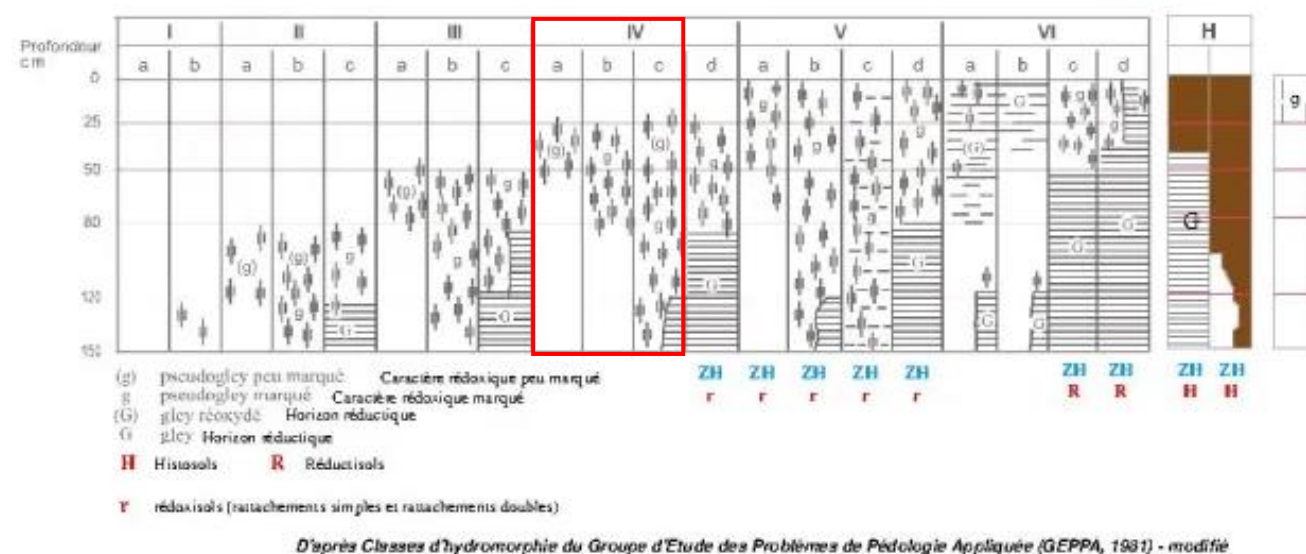 I II III IV V VI H
Profondeur
cm
a b a b c a b c a b c d a b c d a b c d
0
25
50
80
120
150
g
(g)
(g)
g
g
G
(g)
g
g
G
(g)
g
(g)
g
g
G
g
g
g
g
G
(G)
G
G
G
g
G
g
G
G
ZH ZH ZH ZH ZH ZH ZH ZH ZH
r r r r r R R H H
(g) pseudogley peu marqué Caractère rédoxique peu marqué
g pseudogley marqué Caractère rédoxique marqué
(G) gley réoxydé Horizon réductique
G gley Horizon réductique
H Histosols R Réductisols
r rédoxisols (rattachements simples et rattachements doubles)
D'après Classes d'hydromorphie du Groupe d'Etude des Problèmes de Pédologie Appliquée (GEPPA, 1981) - modifié